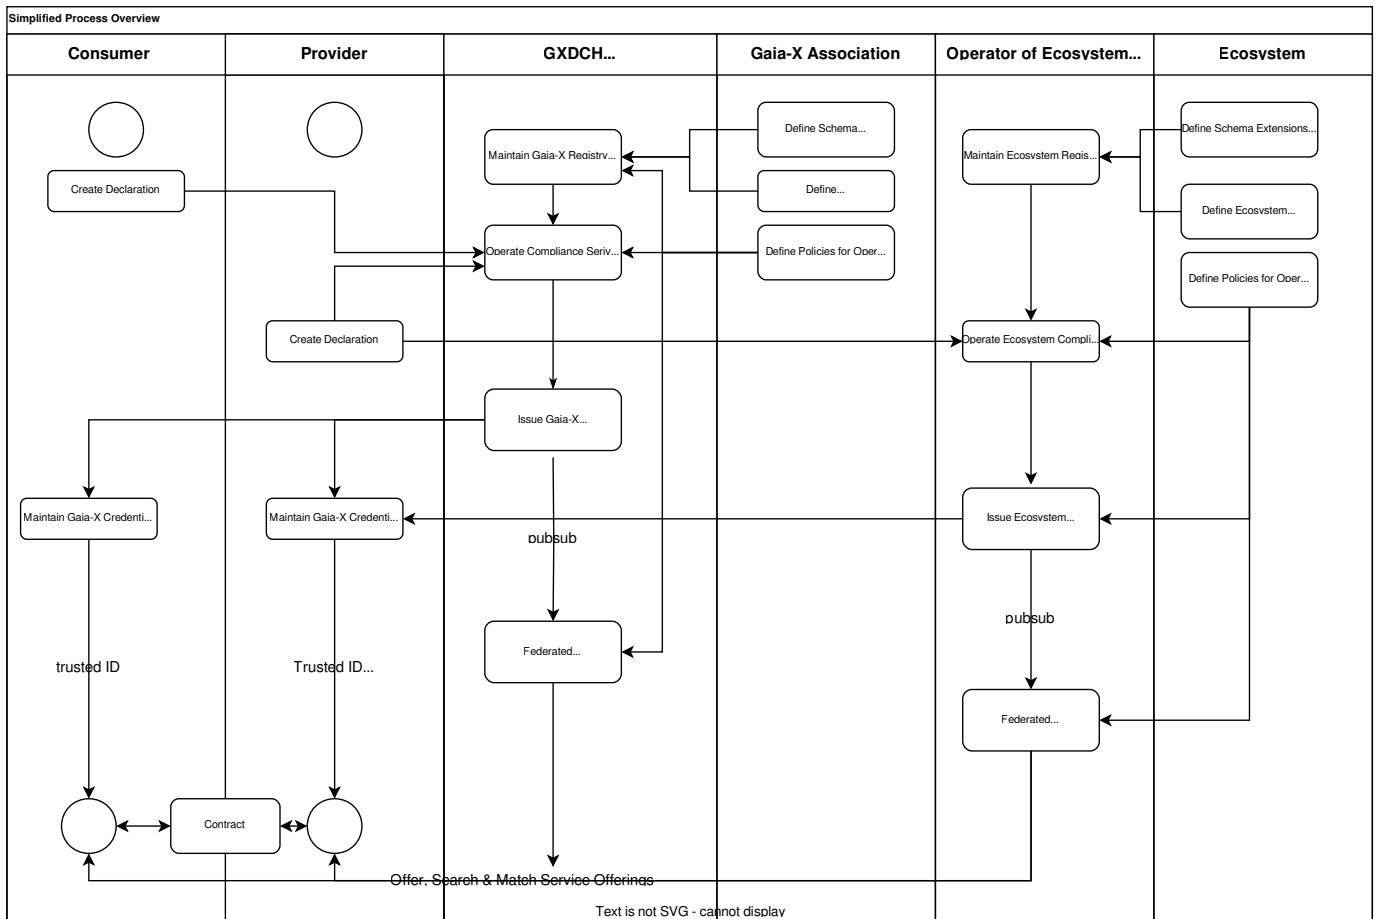 Simplified Process Overview
Consumer
Provider
GXDCH...
Gaia-X Association
Operator of Ecosystem...
Ecosystem
Define Schema...
Define Schema Extensions...
Maintain Gaia-X Registry...
Maintain Ecosystem Regis...
Create Declaration
Define...
Define Ecosystem...
Operate Compliance Seriv...
Define Policies for Oper...
Define Policies for Oper...
Create Declaration
Operate Ecosystem Compli...
Issue Gaia-X...
Maintain Gaia-X Credenti...
Maintain Gaia-X Credenti...
Issue Ecosystem...
pubsub
pubsub
Federated...
trusted ID
Trusted ID...
Federated...
Contract
Offer, Search & Match Service Offerings
Text is not SVG - cannot display